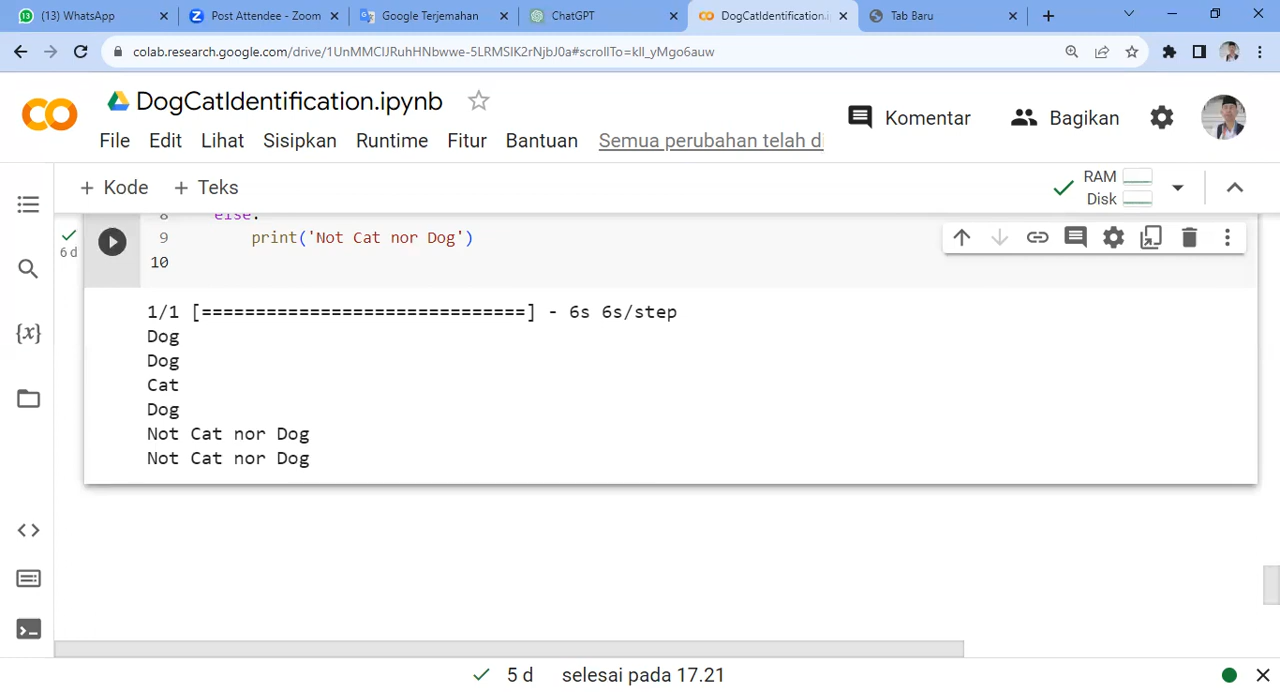 (13) WhatsApp
Post Attendee - Zoom
Google Terjemahan
ChatGPT
DogCatIdentification.i
Tab Baru
colab.research.google.com/drive/1UnMMCIJRuhHNbwwe-5LRMSIK2rNjbJ0a#scrollTo=kIl_yMgo6auw
DogCatIdentification.ipynb
Komentar
Bagikan
File Edit Lihat Sisipkan Runtime Fitur Bantuan Semua perubahan telah di
+ Kode + Teks
RAM
Disk
8 else:
9 print('Not Cat nor Dog')
10
6 d
1/1 [==============================] - 6s 6s/step
Dog
Dog
Cat
Dog
Not Cat nor Dog
Not Cat nor Dog
5 d selesai pada 17.21